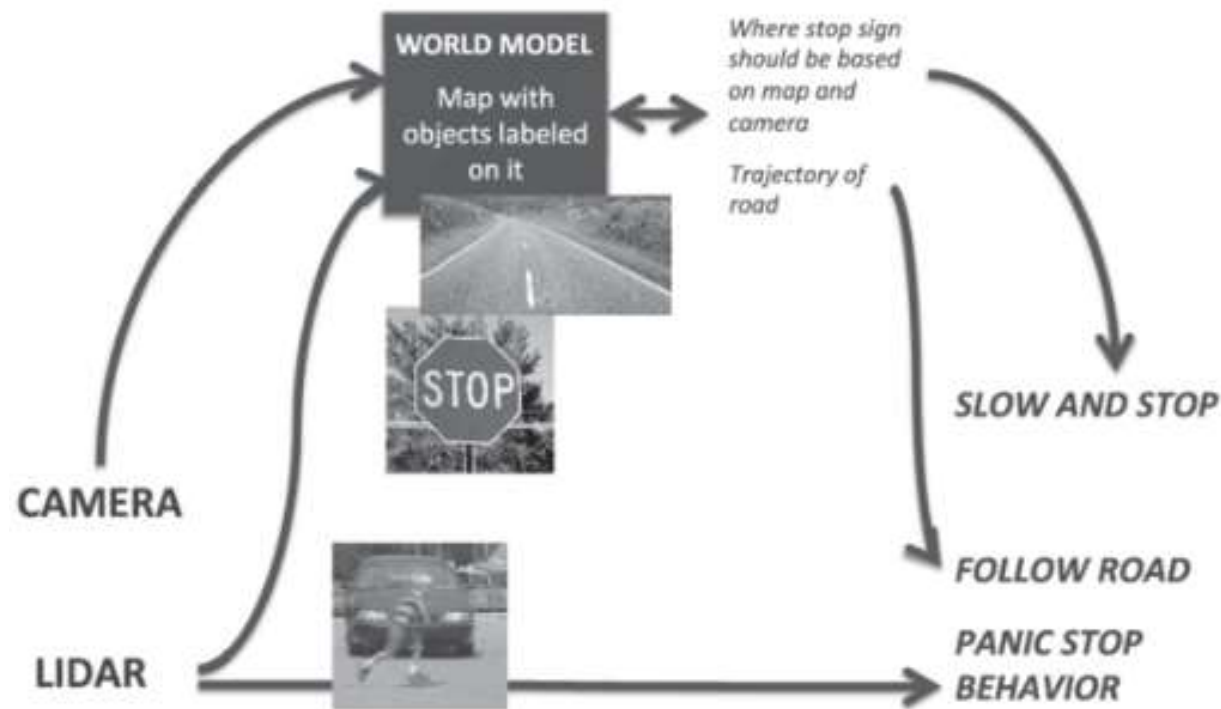 WORLD MODEL
Map with
objects labeled
on it
Where stop sign
should be based
on map and
camera
Trajectory of
road
STOP
SLOW AND STOP
CAMERA
FOLLOW ROAD
LIDAR
PANIC STOP
BEHAVIOR